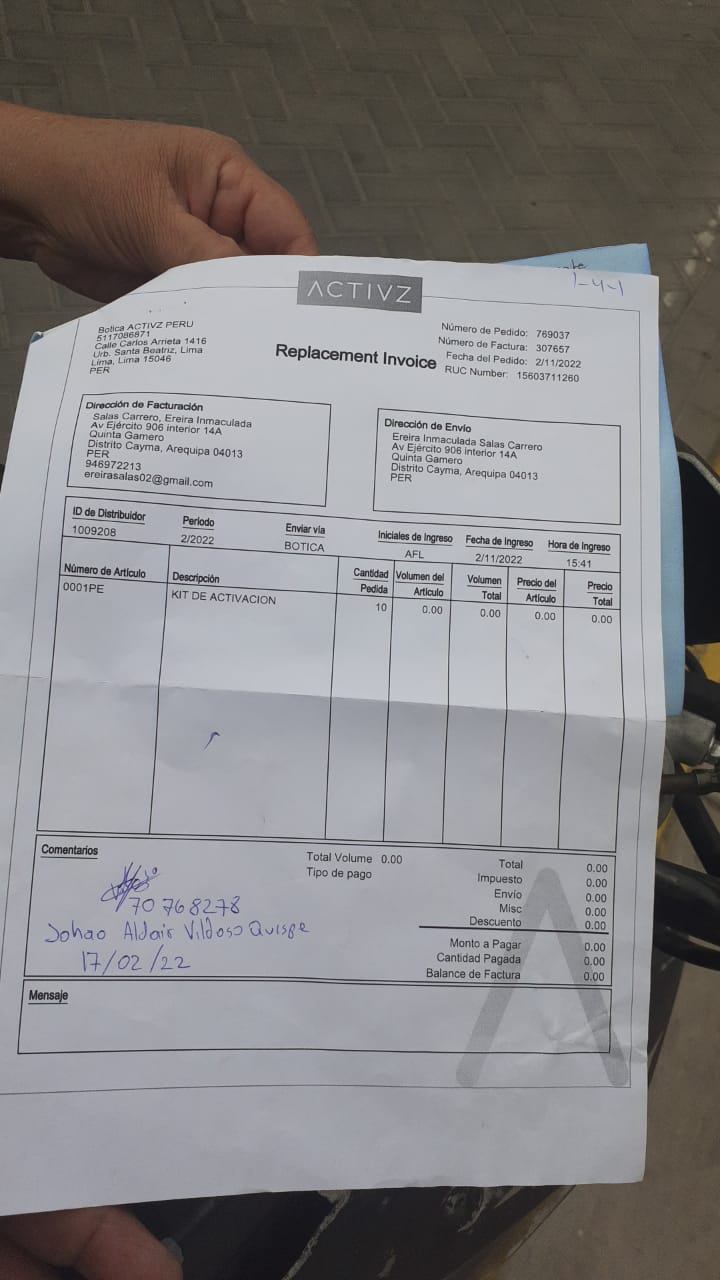 ACTIVZ
Botica ACTIVZ PERU
5117086871
Calle Carlos Arrieta 1416
Urb. Santa Beatriz, Lima
Lima, Lima 15046
PER
Replacement Invoice
Número de Pedido: 769037
Número de Factura: 307657
Fecha del Pedido: 2/11/2022
RUC Number: 15603711260
Dirección de Facturación
Salas Carrero, Ereira Inmaculada
Av Ejército 906 interior 14A
Quinta Gamero
Distrito Cayma, Arequipa 04013
PER
946972213
ereirasalas02@gmail.com
Dirección de Envío
Ereira Inmaculada Salas Carrero
Av Ejército 906 interior 14A
Quinta Gamero
Distrito Cayma, Arequipa 04013
PER
ID de Distribuidor Periodo Enviar vía Iniciales de Ingreso Fecha de Ingreso Hora de Ingreso
1009208 2/2022 BOTICA AFL 2/11/2022 15:41
Número de Artículo Descripción Cantidad Pedida Volumen del Artículo Volumen Total Precio del Artículo Precio Total
0001PE KIT DE ACTIVACION 10 0.00 0.00 0.00 0.00
Comentarios
70768278
Johao Aldair Vildoso Quispe
17/02/22
Total Volume 0.00
Tipo de pago
Total 0.00
Impuesto 0.00
Envío 0.00
Misc 0.00
Descuento 0.00
Monto a Pagar 0.00
Cantidad Pagada 0.00
Balance de Factura 0.00
Mensaje